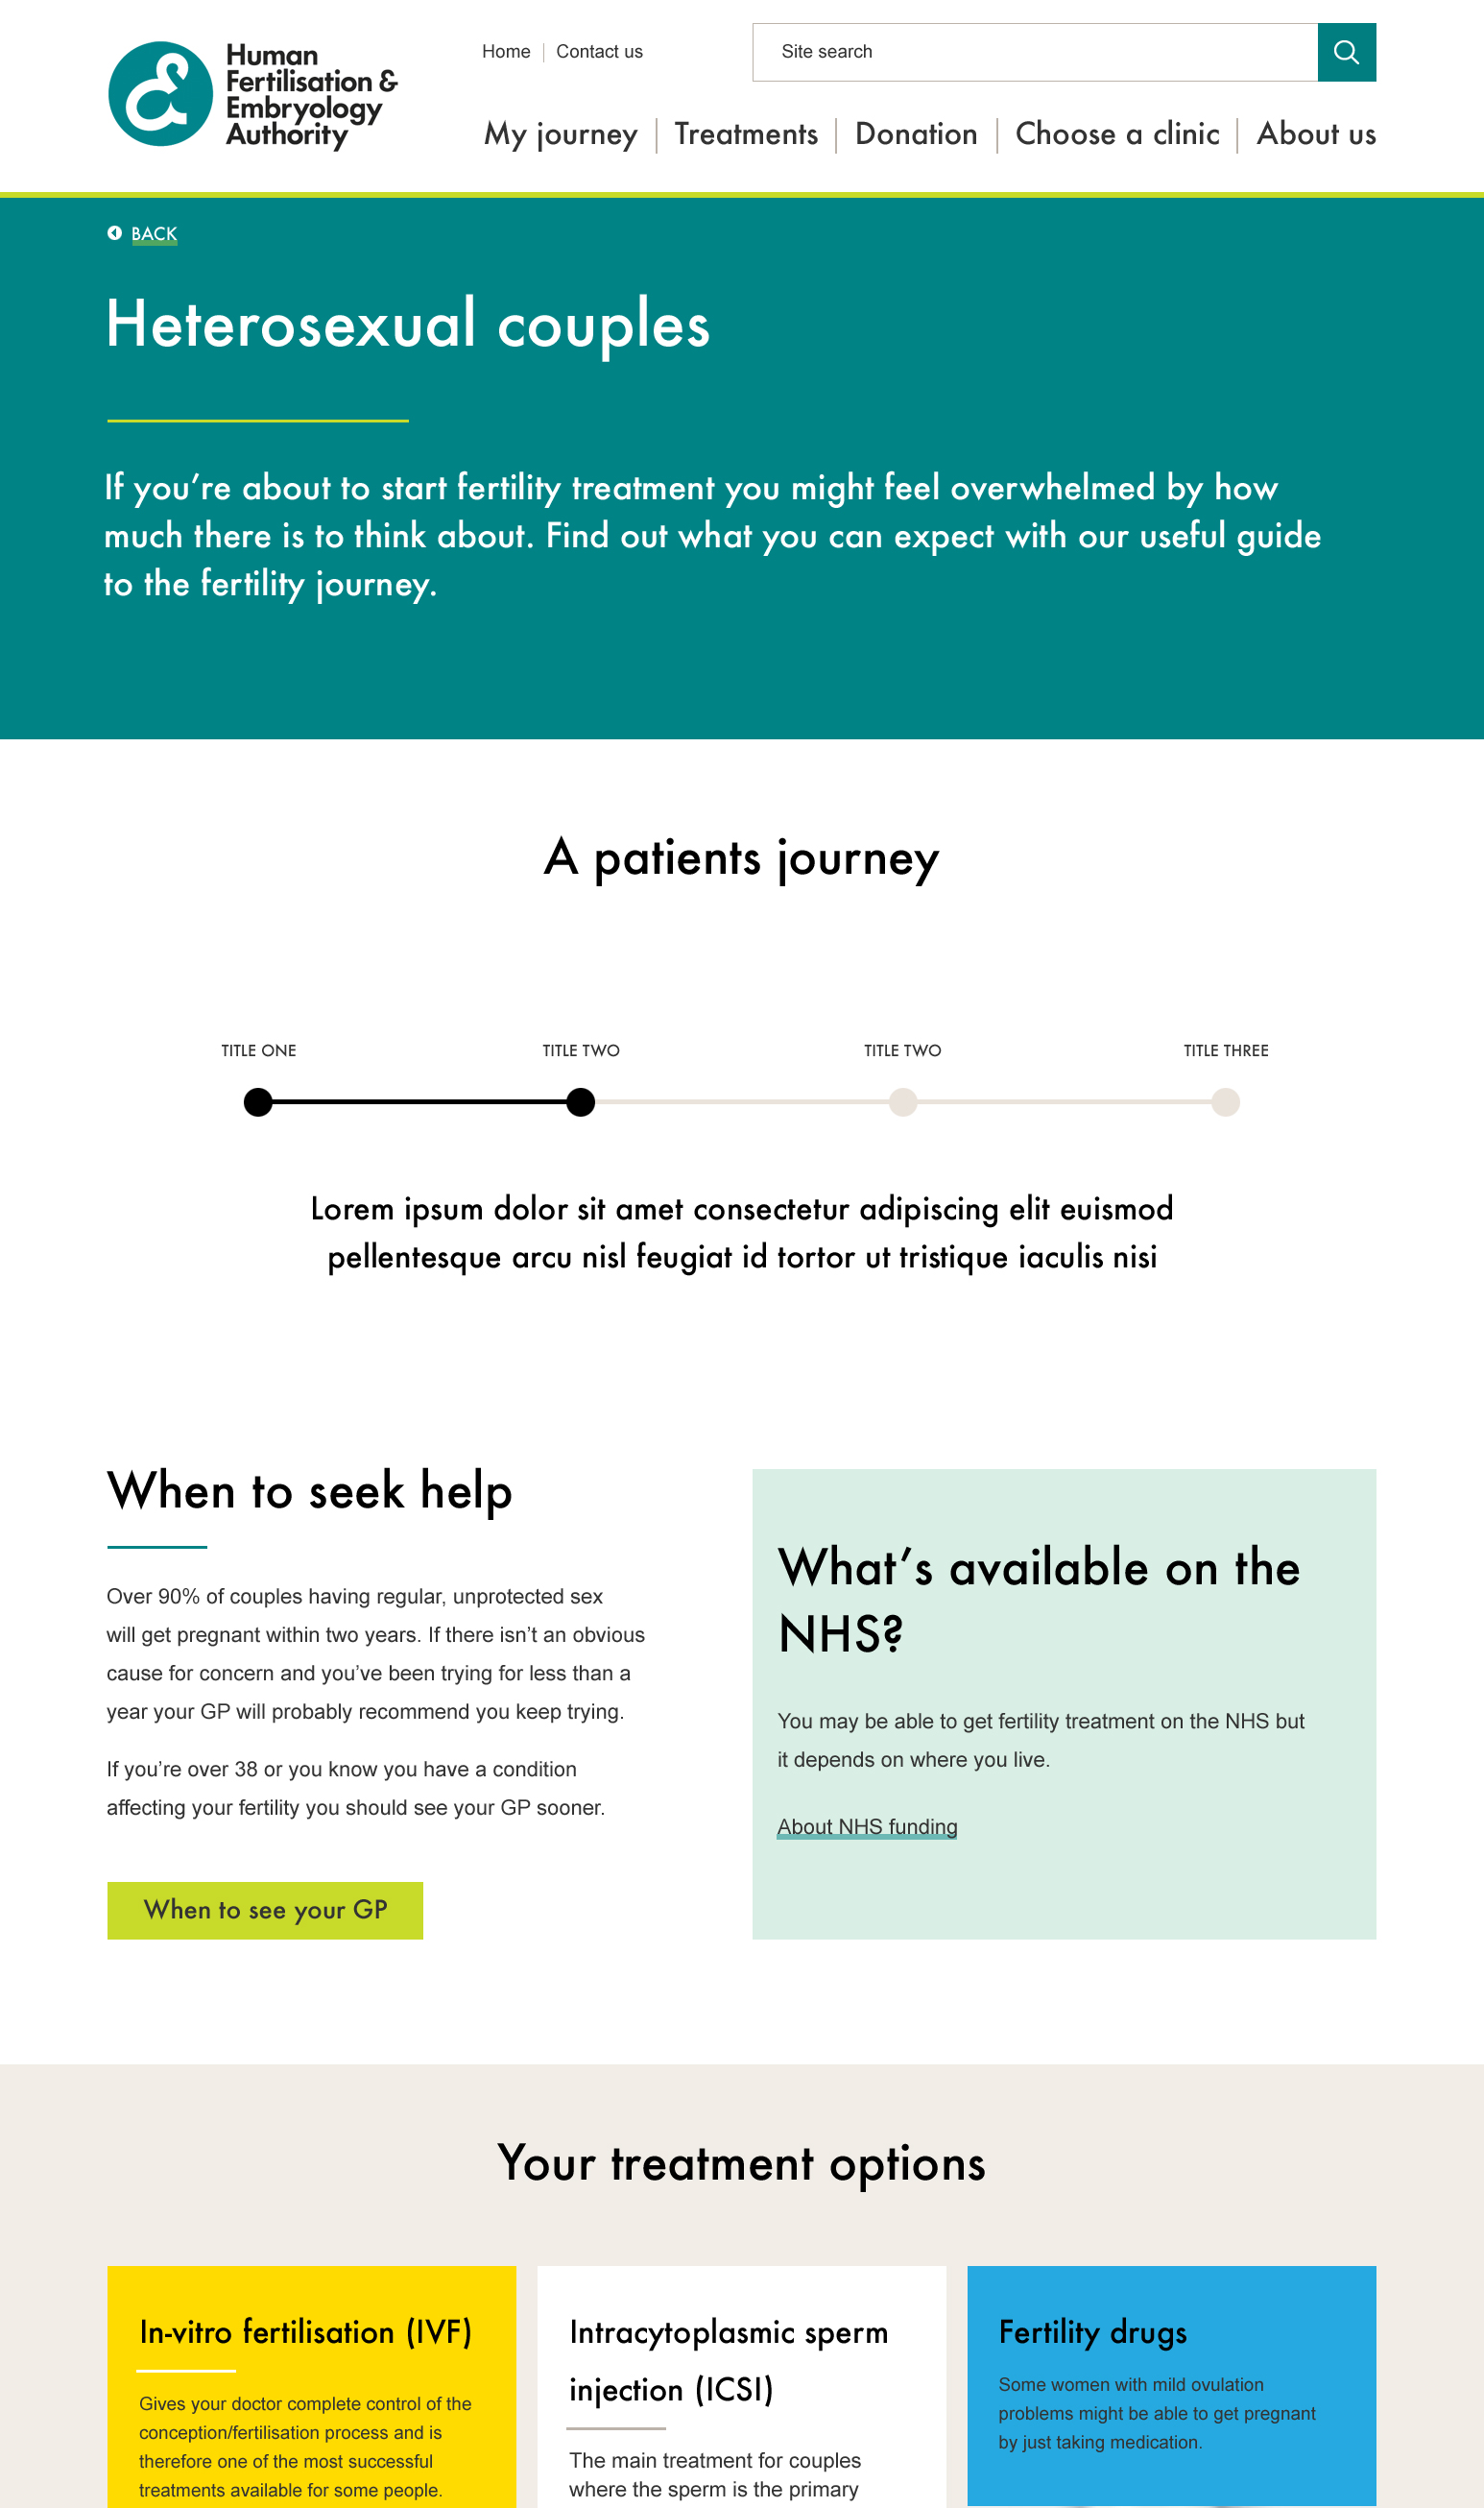 Human
Fertilisation &
Embryology
Authority
Home
Contact us
Site search
My journey
Treatments
Donation
Choose a clinic
About us
BACK
Heterosexual couples
If you’re about to start fertility treatment you might feel overwhelmed by how
much there is to think about. Find out what you can expect with our useful guide
to the fertility journey.
A patients journey
TITLE ONE
TITLE TWO
TITLE TWO
TITLE THREE
Lorem ipsum dolor sit amet consectetur adipiscing elit euismod
pellentesque arcu nisl feugiat id tortor ut tristique iaculis nisi
When to seek help
Over 90% of couples having regular, unprotected sex
will get pregnant within two years. If there isn’t an obvious
cause for concern and you’ve been trying for less than a
year your GP will probably recommend you keep trying.
If you’re over 38 or you know you have a condition
affecting your fertility you should see your GP sooner.
When to see your GP
What’s available on the
NHS?
You may be able to get fertility treatment on the NHS but
it depends on where you live.
About NHS funding
Your treatment options
In-vitro fertilisation (IVF)
Gives your doctor complete control of the
conception/fertilisation process and is
therefore one of the most successful
treatments available for some people.
Intracytoplasmic sperm
injection (ICSI)
The main treatment for couples
where the sperm is the primary
Fertility drugs
Some women with mild ovulation
problems might be able to get pregnant
by just taking medication.